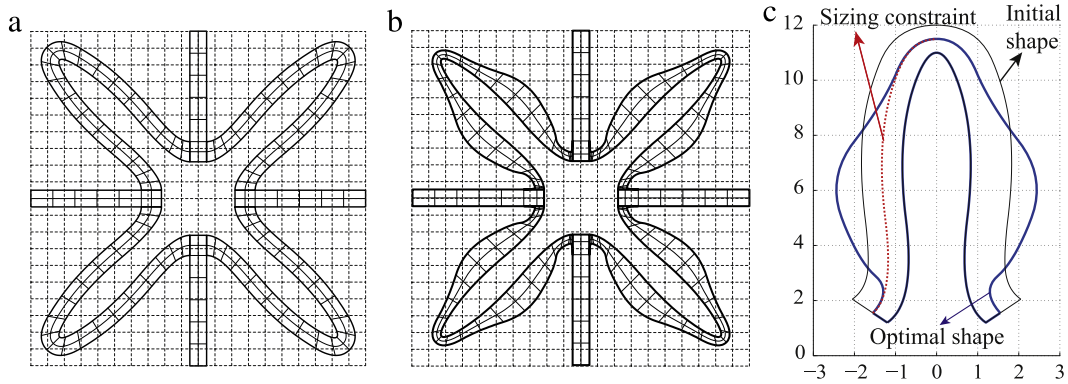 a
b
c
Sizing constraint
Initial
shape
12
10
8
6
4
2
0
Optimal shape
−3 −2 −1 0 1 2 3